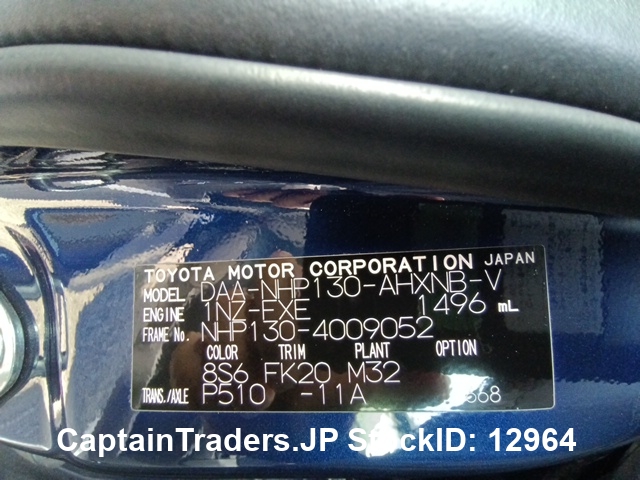 TOYOTA MOTOR CORPORATION JAPAN
MODEL DAA-NHP130-AHXNB-V
ENGINE 1NZ-EXE 1496 mL
FRAME No. NHP130-4009052
COLOR TRIM PLANT OPTION
8S6 FK20 M32
TRANS./AXLE P510 -11A
CaptainTraders.JP StockID: 12964